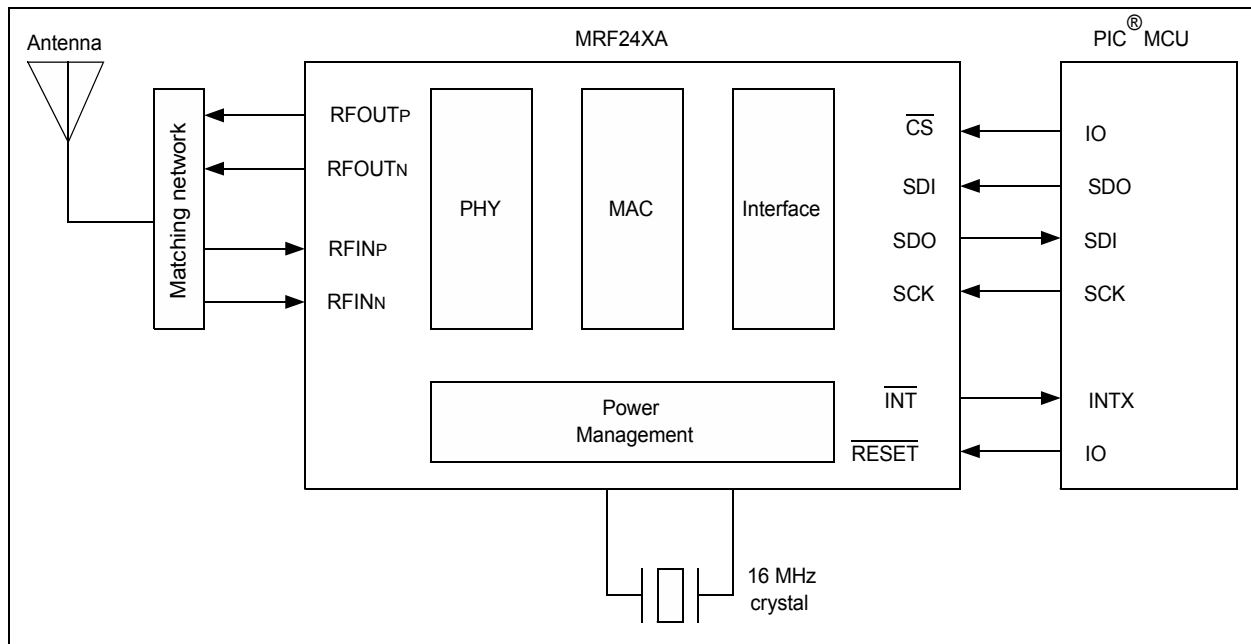 Antenna
MRF24XA
PIC® MCU
Matching network
RFOUTP
RFOUTN
RFINP
RFINN
PHY
MAC
Interface
Power
Management
CS
SDI
SDO
SCK
INT
RESET
IO
SDO
SDI
SCK
INTX
IO
16 MHz
crystal